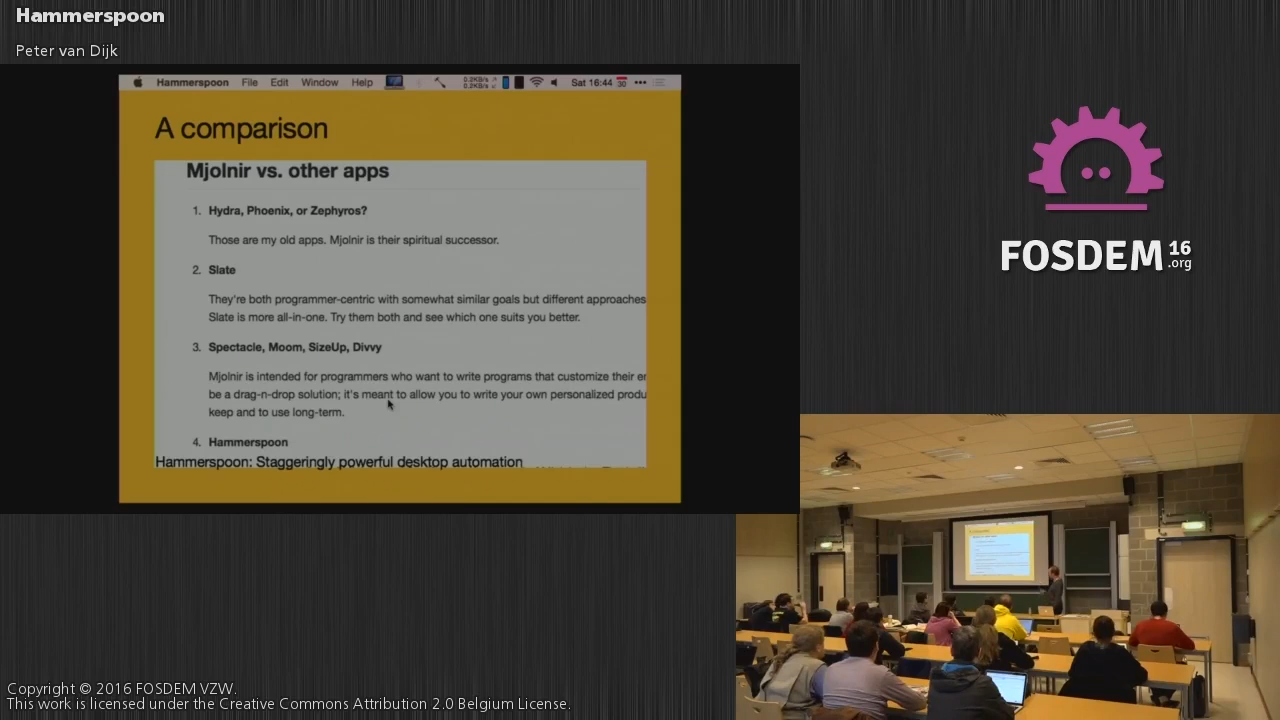 Hammerspoon
Peter van Dijk
Hammerspoon File Edit Window Help
0.3KB/s
0.2KB/s
Sat 16:44
30
A comparison
Mjolnir vs. other apps
1. Hydra, Phoenix, or Zephyros?
Those are my old apps. Mjolnir is their spiritual successor.
2. Slate
They're both programmer-centric with somewhat similar goals but different approaches
Slate is more all-in-one. Try them both and see which one suits you better.
3. Spectacle, Moom, SizeUp, Divvy
Mjolnir is intended for programmers who want to write programs that customize their
be a drag-n-drop solution; it's meant to allow you to write your own personalized produ
keep and to use long-term.
4. Hammerspoon
Hammerspoon: Staggeringly powerful desktop automation
FOSDEM 16
.org
Copyright © 2016 FOSDEM VZW.
This work is licensed under the Creative Commons Attribution 2.0 Belgium License.